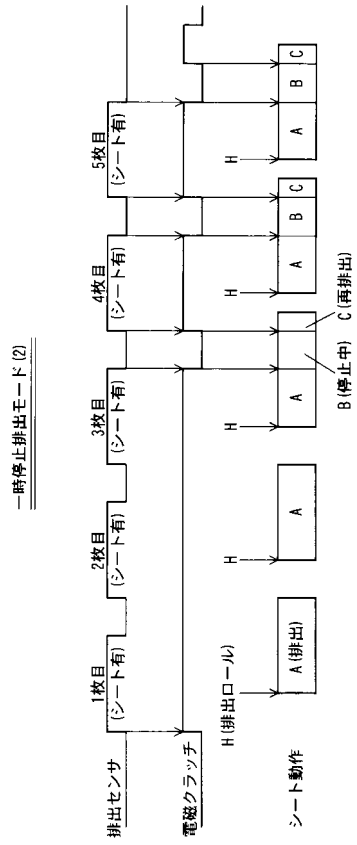 一時停止排出モード(2)
排出センサ
1枚目
(シート有)
2枚目
(シート有)
3枚目
(シート有)
4枚目
(シート有)
5枚目
(シート有)
電磁クラッチ
H(排出ロール)
H
H
H
H
シート動作
A(排出)
A
A
A
B
C
A
B
C
B(停止中)
C(再排出)